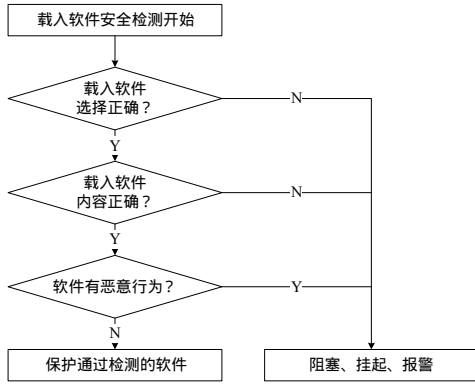 载入软件安全检测开始
载入软件
选择正确？
N
Y
载入软件
内容正确？
N
Y
软件有恶意行为？
Y
N
保护通过检测的软件
阻塞、挂起、报警